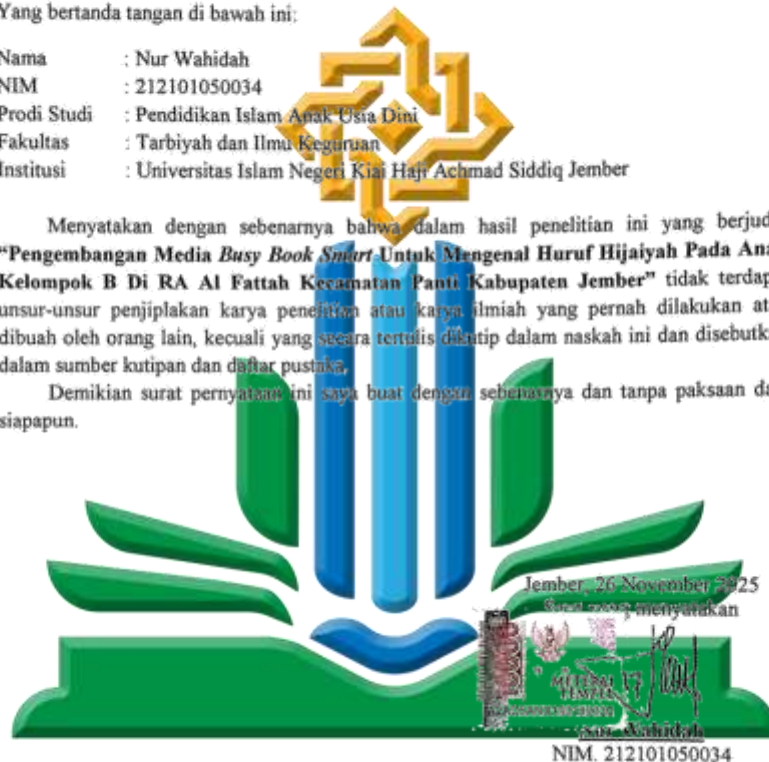 Yang bertanda tangan di bawah ini:
Nama : Nur Wahidah
NIM : 212101050034
Prodi Studi : Pendidikan Islam Anak Usia Dini
Fakultas : Tarbiyah dan Ilmu Keguruan
Institusi : Universitas Islam Negeri Kiai Haji Achmad Siddiq Jember
Menyatakan dengan sebenarnya bahwa dalam hasil penelitian ini yang berjud
“Pengembangan Media Busy Book Smart Untuk Mengenal Huruf Hijaiyah Pada Ana
Kelompok B Di RA Al Fattah Kecamatan Panti Kabupaten Jember” tidak terdap
unsur-unsur penjiplakan karya penelitian atau karya ilmiah yang pernah dilakukan at
dibuah oleh orang lain, kecuali yang secara tertulis dikutip dalam naskah ini dan disebutk
dalam sumber kutipan dan daftar pustaka,
Demikian surat pernyataan ini saya buat dengan sebenarnya dan tanpa paksaan da
siapapun.
Jember, 26 November 2025
menyatakan
METERAI
TEMPEL
Nur Wahidah
NIM. 212101050034